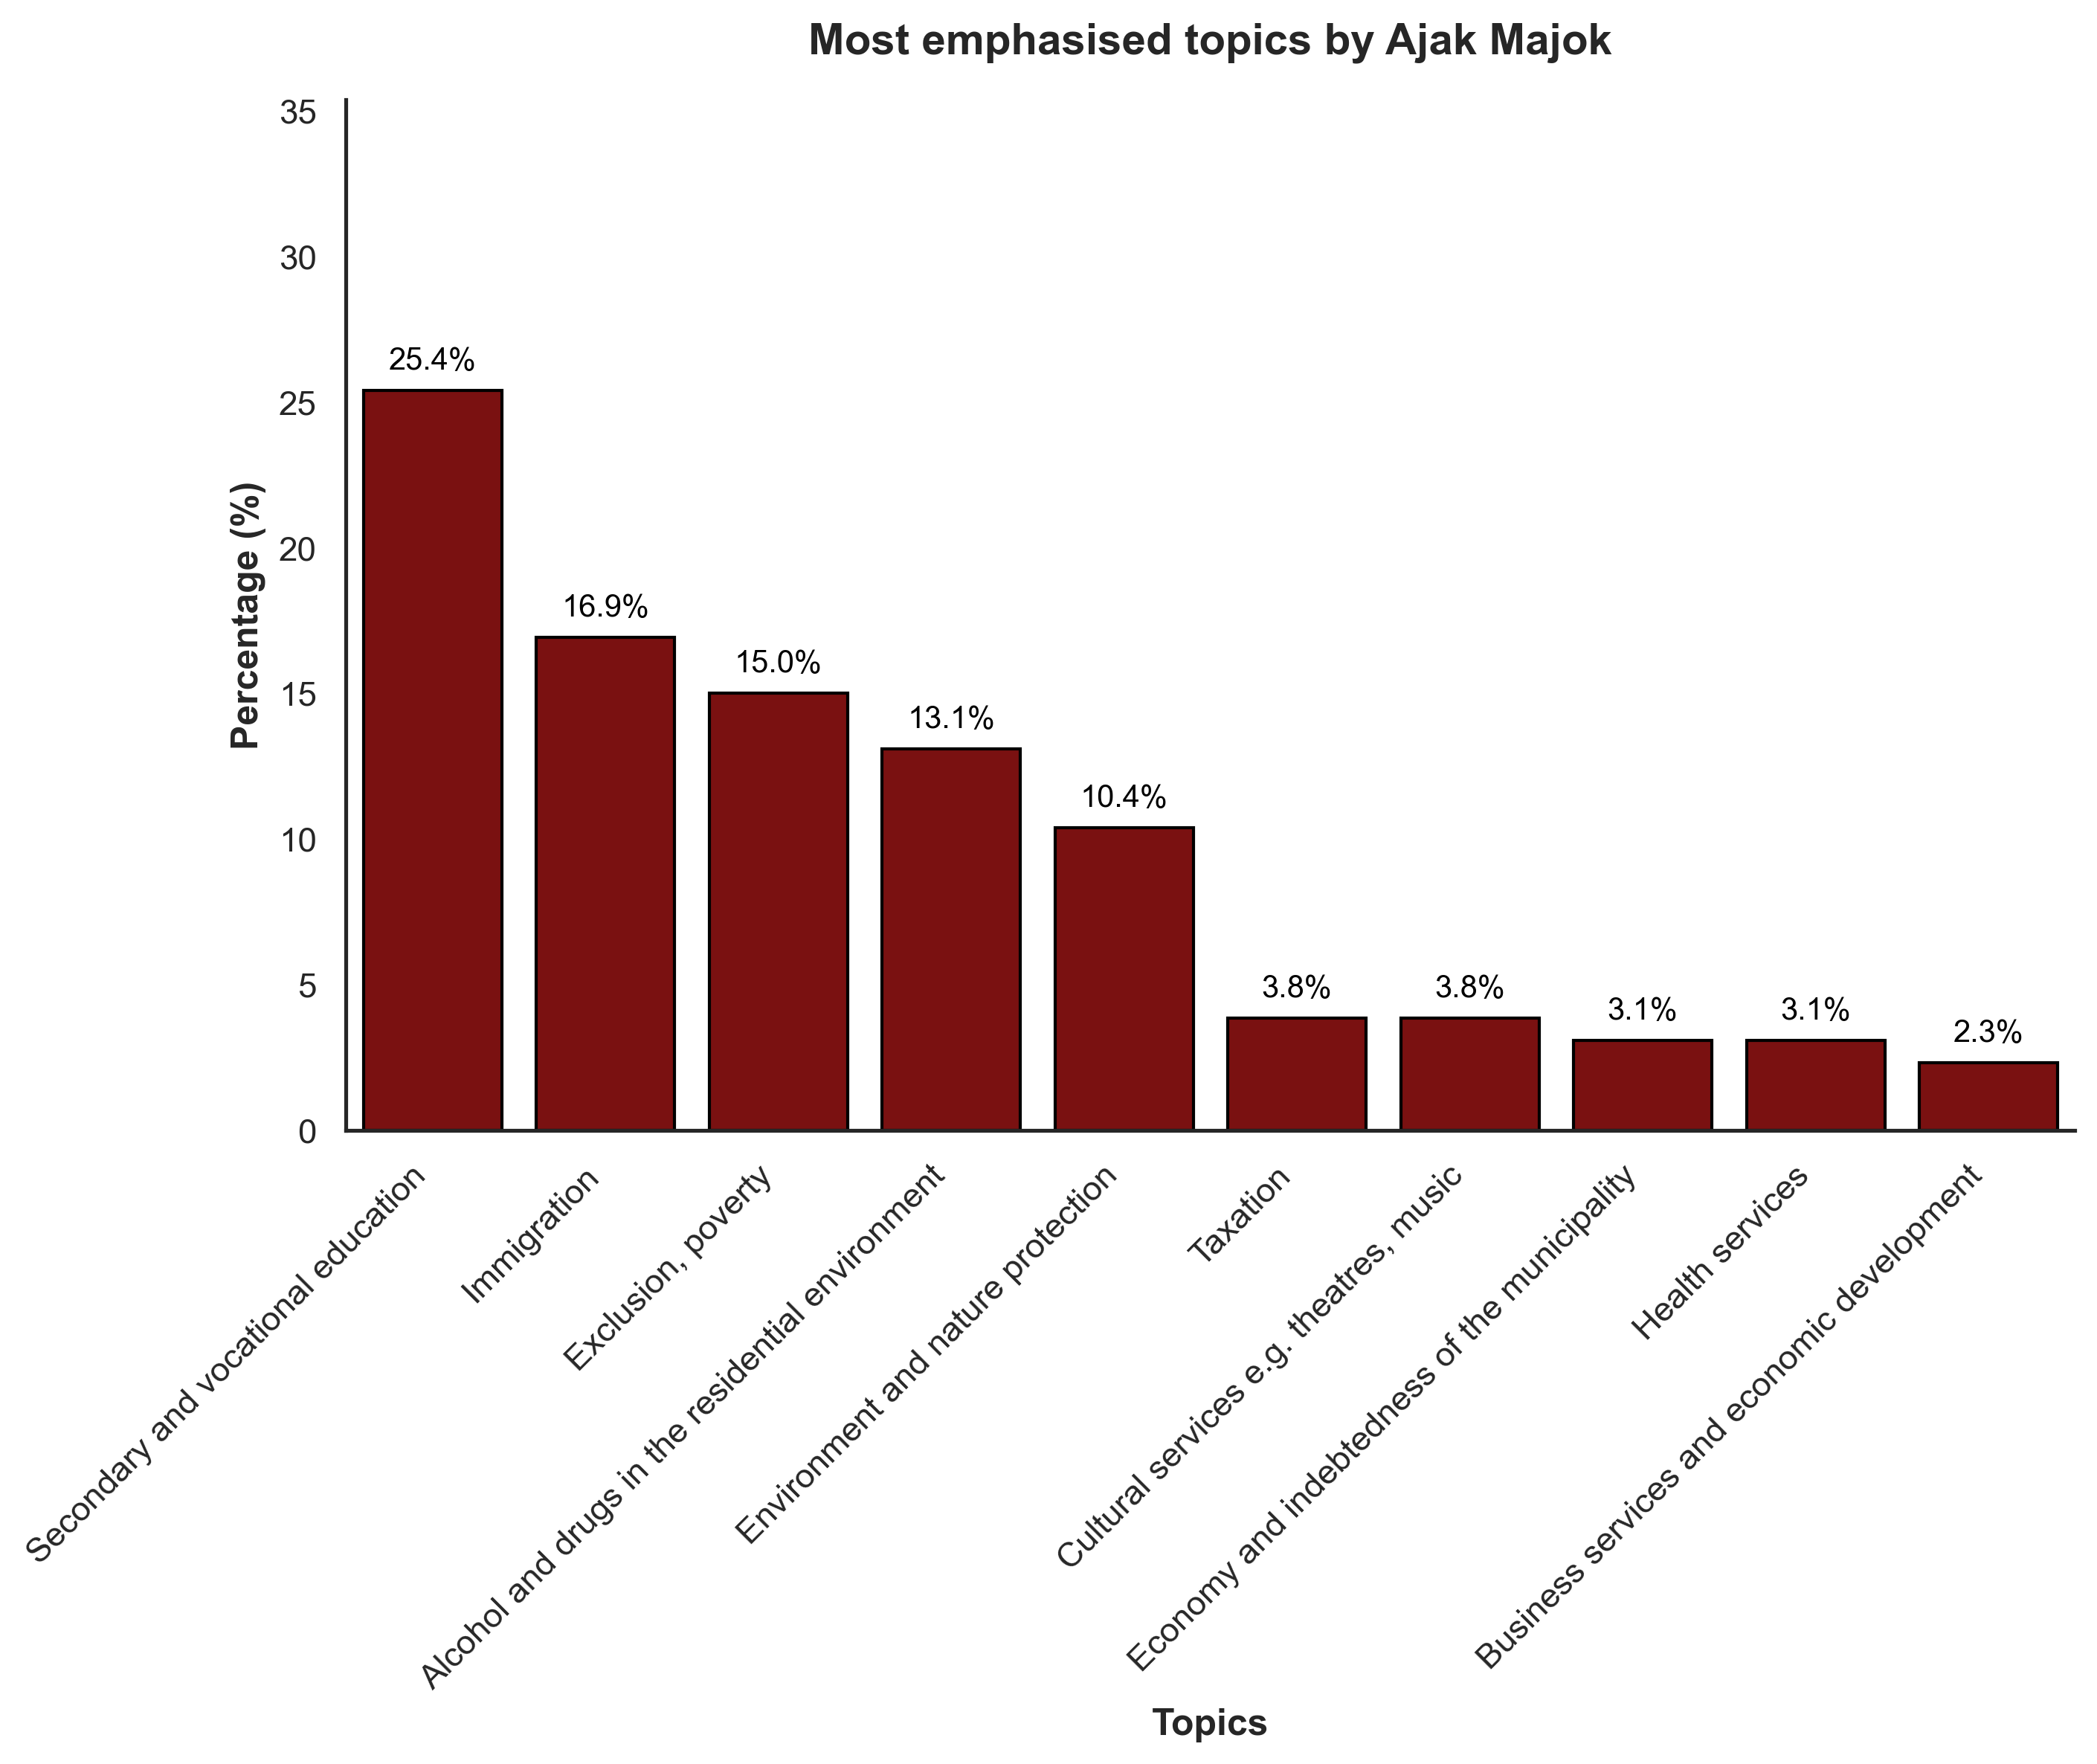 Most emphasised topics by Ajak Majok
Percentage (%)
35
30
25
20
15
10
5
0
25.4%
16.9%
15.0%
13.1%
10.4%
3.8%
3.8%
3.1%
3.1%
2.3%
Secondary and vocational education
Immigration
Exclusion, poverty
Alcohol and drugs in the residential environment
Environment and nature protection
Taxation
Cultural services e.g. theatres, music
Economy and indebtedness of the municipality
Health services
Business services and economic development
Topics